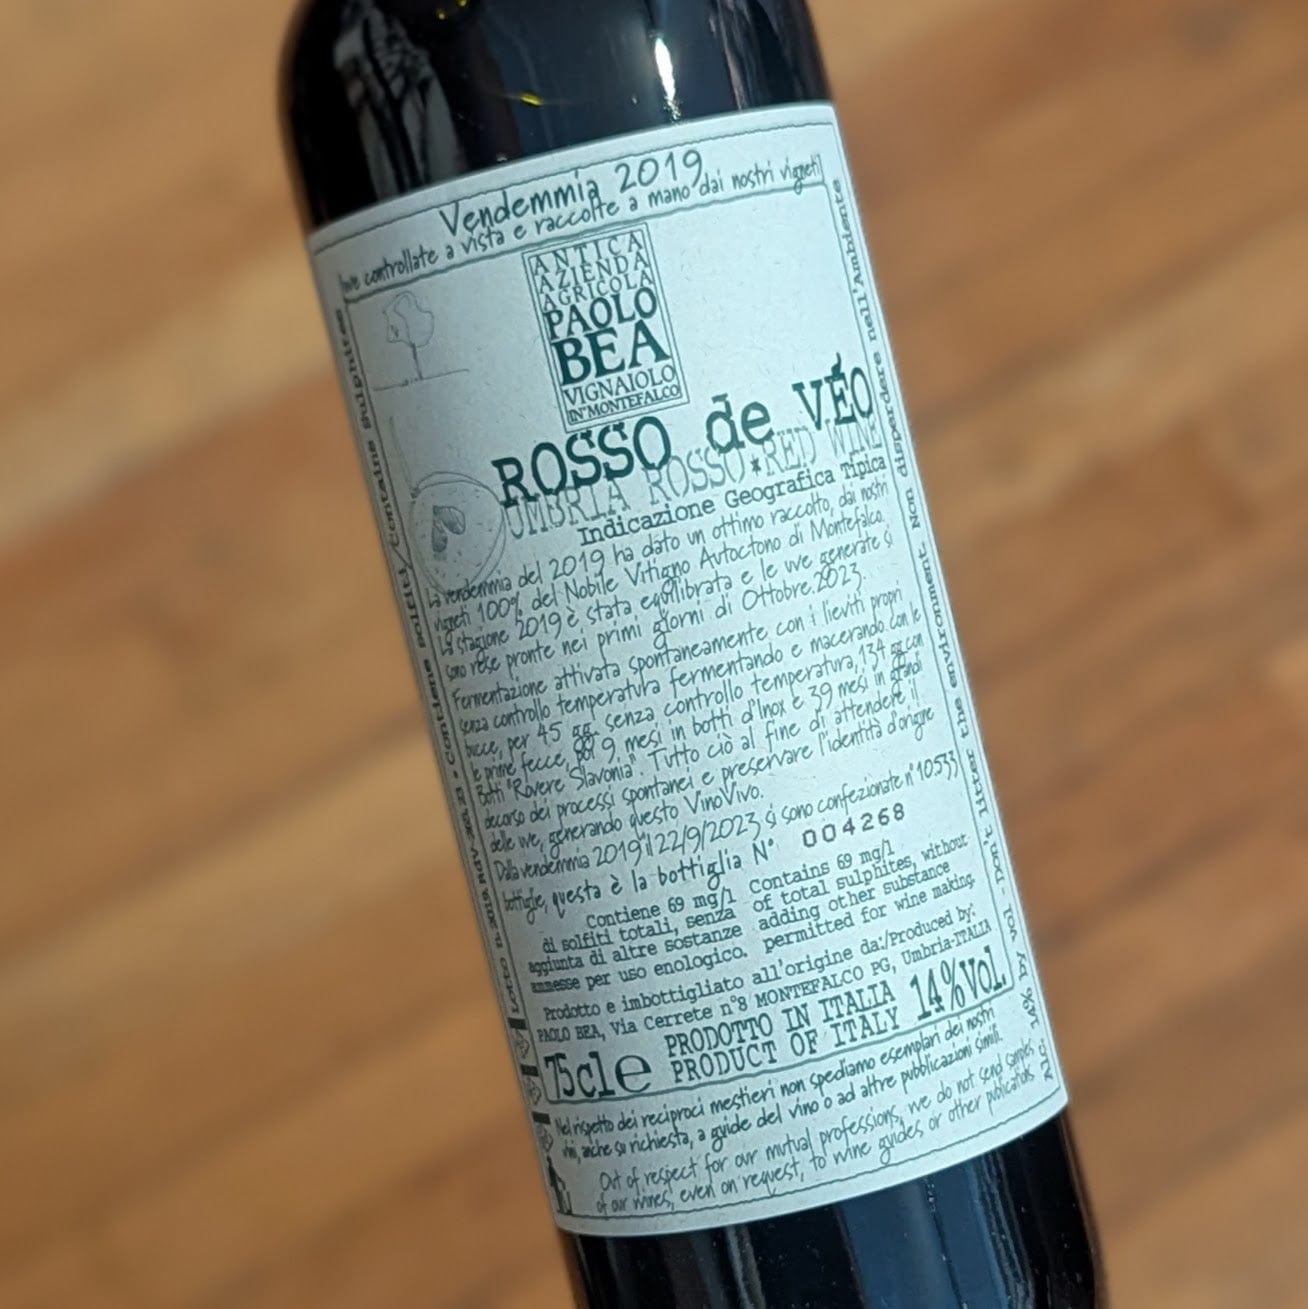 Vendemmia 2019
[uve controllate a vista e raccolte a mano dai nostri vigneti]
ANTICA
AZIENDA
AGRICOLA
PAOLO
BEA
VIGNAIOLO
IN MONTEFALCO
ROSSO de VÉO
UMBRIA ROSSO * RED WINE
Indicazione Geografica Tipica
La vendemmia del 2019 ha dato un ottimo raccolto, dai nostri
vigneti 100% del Nobile Vitigno Autoctono di Montefalco.
La stagione 2019 è stata equilibrata e le uve generate si
sono rese pronte nei primi giorni di Ottobre.2023.
Fermentazione attivata spontaneamente, con i lieviti propri
senza controllo temperatura fermentando e macerando con le
bucce, per 45 gg. senza controllo temperatura, 134 gg. con
le prime fecce, poi 9 mesi in botti d'Inox e 39 mesi in grandi
Botti "Rovere Slavonia". Tutto ciò al fine di attendere il
decorso dei processi spontanei e preservare l'identità d'origine
delle uve, generando questo VinoVivo.
Dalla vendemmia 2019 il 22/9/2023 si sono confezionate n° 10.533
bottiglie, questa è la bottiglia N° 004268
Contiene 69 mg/l
di solfiti totali, senza
aggiunta di altre sostanze
ammesse per uso enologico.
Contains 69 mg/l
of total sulphites, without
adding other substance
permitted for wine making.
Prodotto e imbottigliato all'origine da:/Produced by:
PAOLO BEA, Via Cerrete n°8 MONTEFALCO PG, Umbria-ITALIA
75cl e
PRODOTTO IN ITALIA
PRODUCT OF ITALY
14%Vol.
Nel rispetto dei reciproci mestieri non spediamo esemplari dei nostri
vini, anche su richiesta, a guide del vino o ad altre pubblicazioni simili.
Out of respect for our mutual professions, we do not send samples
of our wines, even on request, to wine guides or other publications
Contiene solfiti/Contains Sulphites
Alc. 14% by vol - Don't litter the environment Non disperdere nell'Ambiente